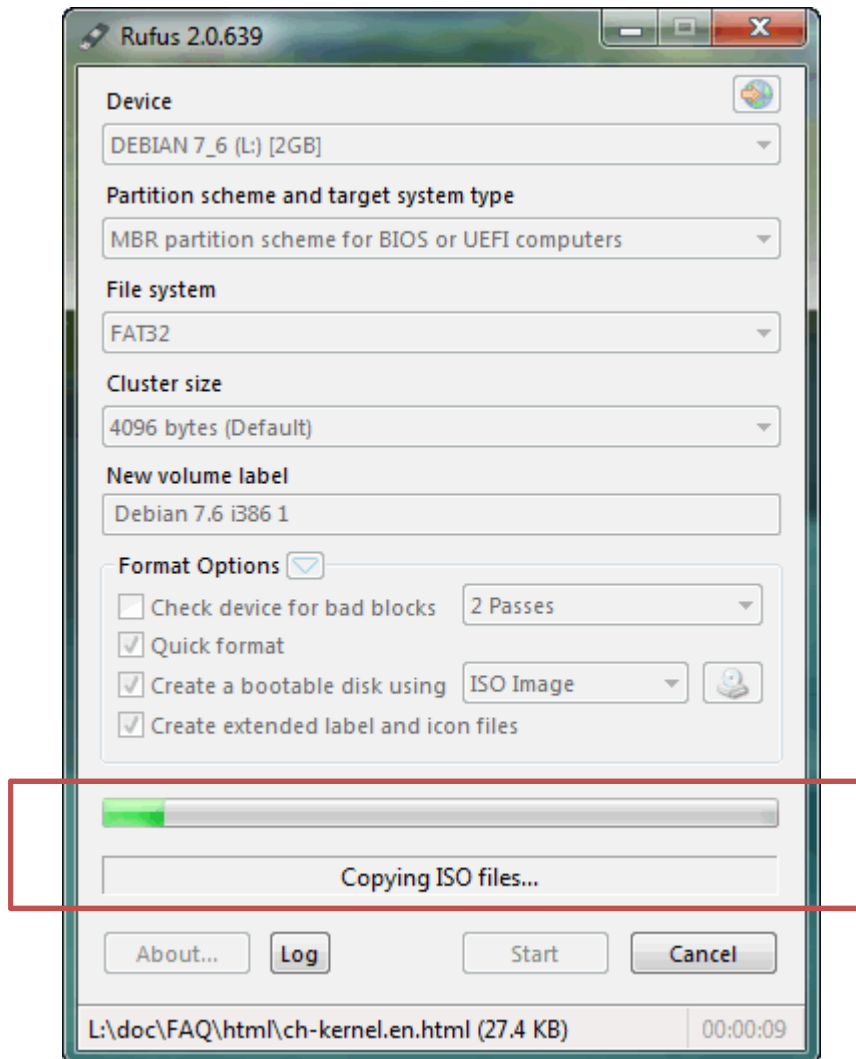 Rufus 2.0.639
Device
DEBIAN 7_6 (L:) [2GB]
Partition scheme and target system type
MBR partition scheme for BIOS or UEFI computers
File system
FAT32
Cluster size
4096 bytes (Default)
New volume label
Debian 7.6 i386 1
Format Options
Check device for bad blocks 2 Passes
Quick format
Create a bootable disk using ISO Image
Create extended label and icon files
Copying ISO files...
About... Log Start Cancel
L:\doc\FAQ\html\ch-kernel.en.html (27.4 KB) 00:00:09